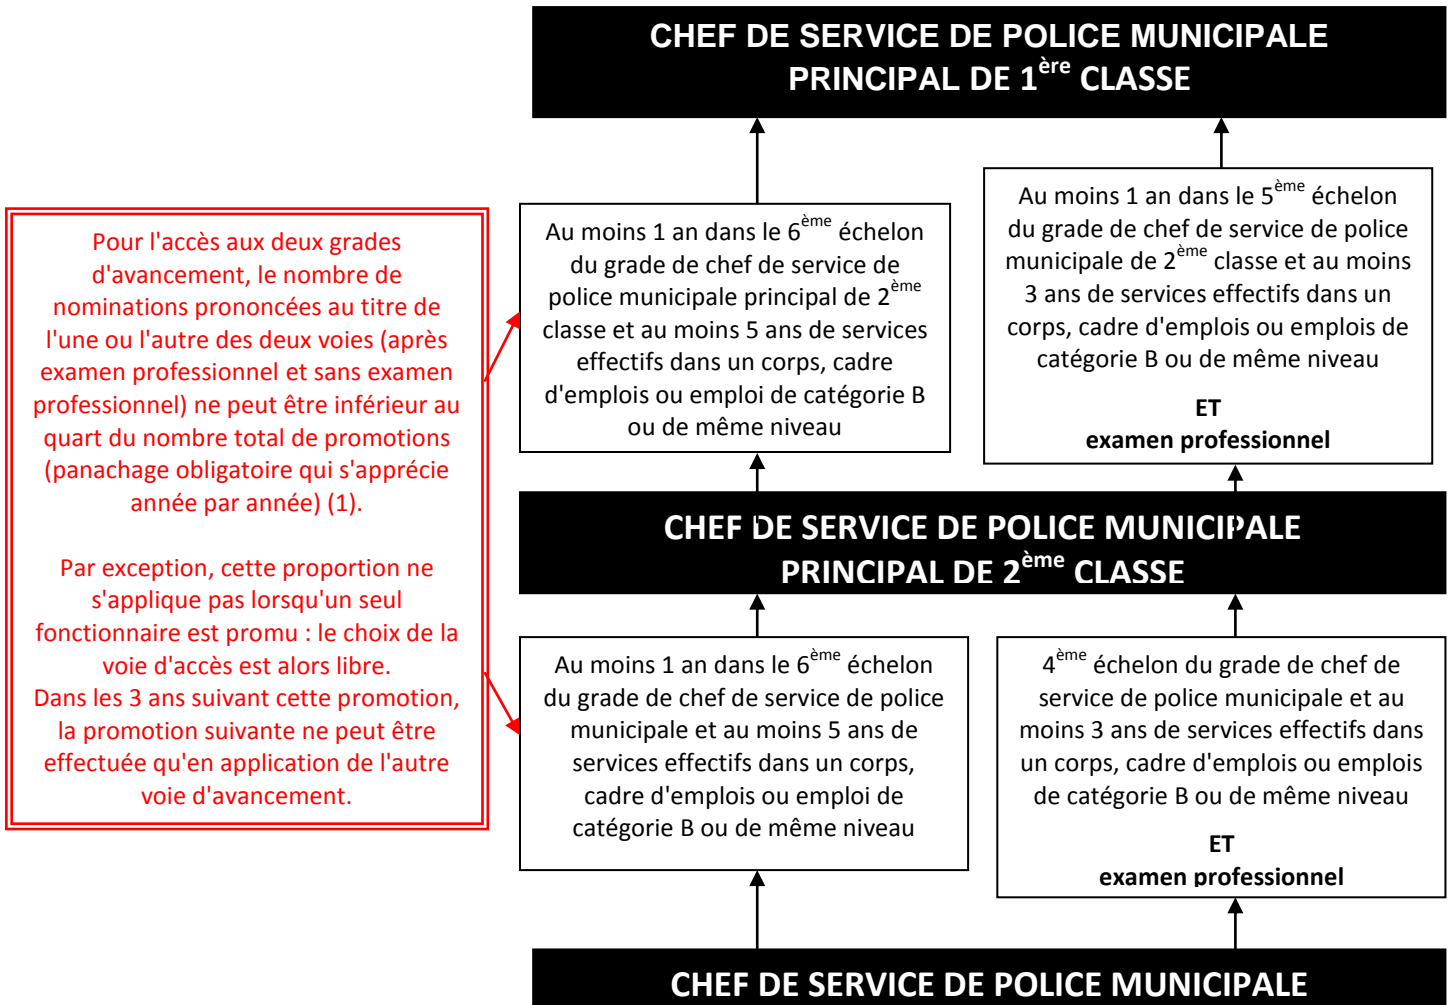 CHEF DE SERVICE DE POLICE MUNICIPALE
PRINCIPAL DE 1ère CLASSE
Pour l'accès aux deux grades
d'avancement, le nombre de
nominations prononcées au titre de
l'une ou l'autre des deux voies (après
examen professionnel et sans examen
professionnel) ne peut être inférieur au
quart du nombre total de promotions
(panachage obligatoire qui s'apprécie
année par année) (1).
Par exception, cette proportion ne
s'applique pas lorsqu'un seul
fonctionnaire est promu : le choix de la
voie d'accès est alors libre.
Dans les 3 ans suivant cette promotion,
la promotion suivante ne peut être
effectuée qu'en application de l'autre
voie d'avancement.
Au moins 1 an dans le 6ème échelon
du grade de chef de service de
police municipale principal de 2ème
classe et au moins 5 ans de services
effectifs dans un corps, cadre
d'emplois ou emploi de catégorie B
ou de même niveau
Au moins 1 an dans le 5ème échelon
du grade de chef de service de police
municipale de 2ème classe et au moins
3 ans de services effectifs dans un
corps, cadre d'emplois ou emplois de
catégorie B ou de même niveau
ET
examen professionnel
CHEF DE SERVICE DE POLICE MUNICIPALE
PRINCIPAL DE 2ème CLASSE
Au moins 1 an dans le 6ème échelon
du grade de chef de service de police
municipale et au moins 5 ans de
services effectifs dans un corps,
cadre d'emplois ou emploi de
catégorie B ou de même niveau
4ème échelon du grade de chef de
service de police municipale et au
moins 3 ans de services effectifs dans
un corps, cadre d'emplois ou emplois
de catégorie B ou de même niveau
ET
examen professionnel
CHEF DE SERVICE DE POLICE MUNICIPALE